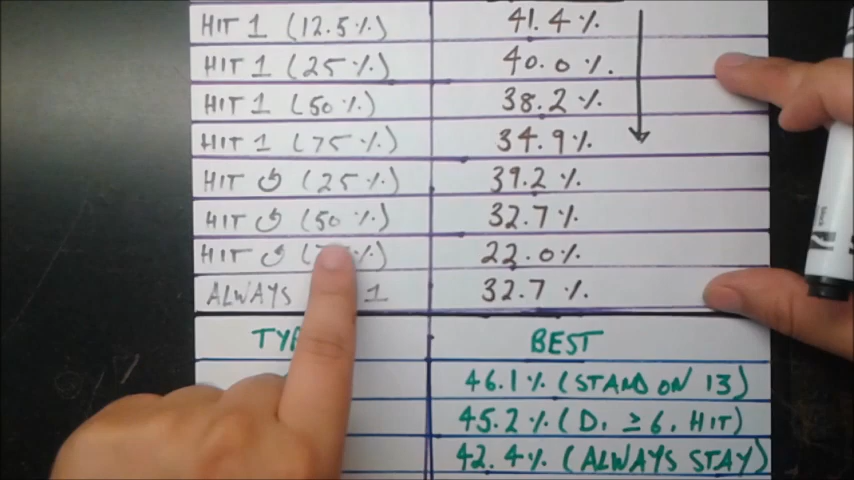 HIT 1 (12.5%) 41.4%
HIT 1 (25%) 40.0%.
HIT 1 (50%) 38.2%
HIT 1 (75%) 34.9%
HIT ↺ (25%) 39.2%
HIT ↺ (50%) 32.7%
HIT ↺ ( %) 22.0%
ALWAYS 1 32.7%
BEST
46.1% (STAND ON 13)
45.2% (D. ≥ 6, HIT)
42.4% (ALWAYS STAY)